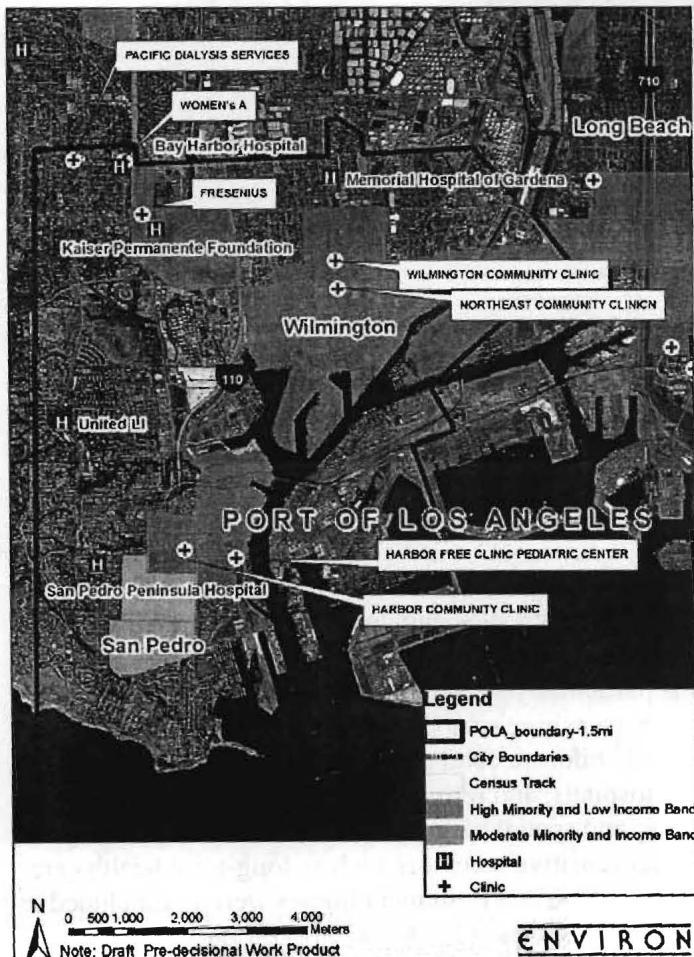 H
PACIFIC DIALYSIS SERVICES
710
WOMEN's A
Long Beach
Bay Harbor Hospital
H
H
Memorial Hospital of Gardena
FRESENIUS
H
Kaiser Permanente Foundation
WILMINGTON COMMUNITY CLINIC
NORTHEAST COMMUNITY CLINICN
Wilmington
110
H United LI
PORT OF LOS ANGELES
HARBOR FREE CLINIC PEDIATRIC CENTER
H
San Pedro Peninsula Hospital
HARBOR COMMUNITY CLINIC
San Pedro
Legend
POLA_boundary-1.5mi
City Boundaries
Census Track
High Minority and Low Income Band
Moderate Minority and Income Band
H Hospital
Clinic
N
0 500 1,000 2,000 3,000 4,000
Meters
Note: Draft Pre-decisional Work Product
ENVIRON